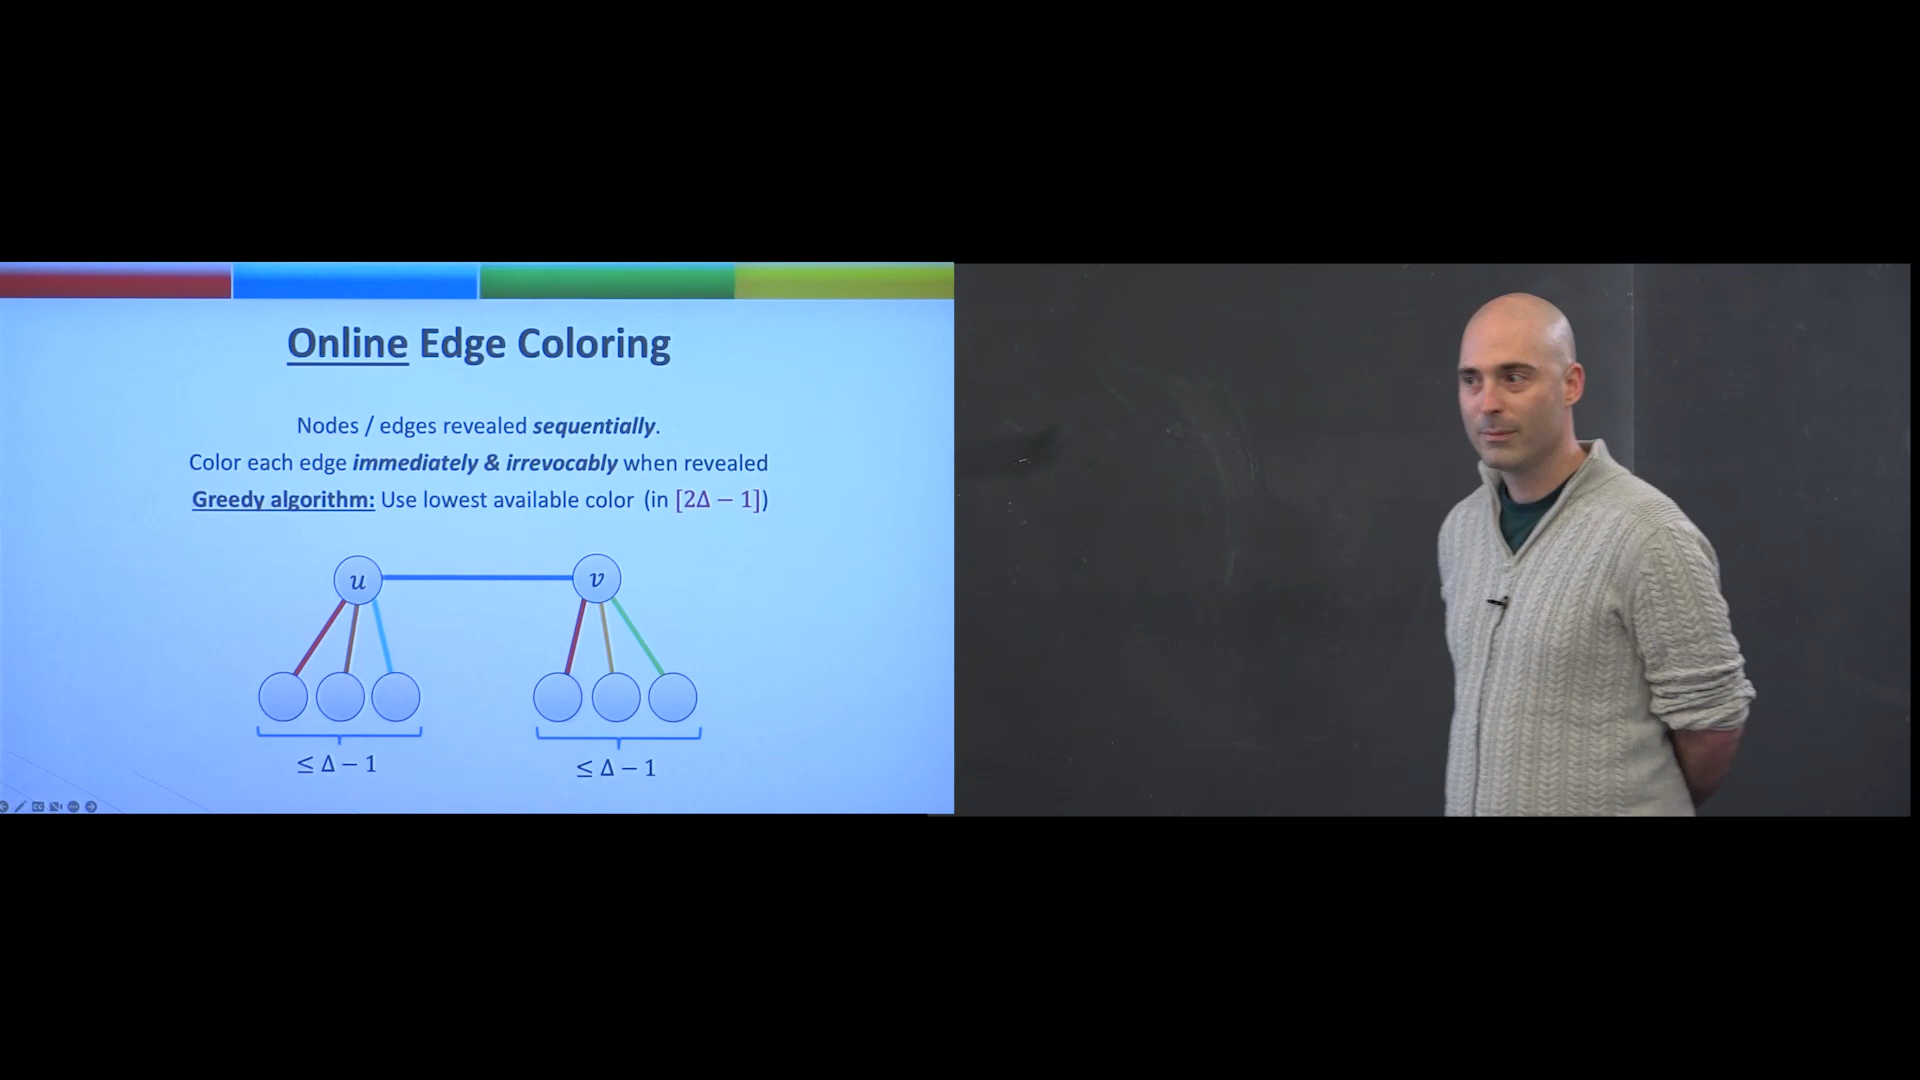 Online Edge Coloring
Nodes / edges revealed sequentially.
Color each edge immediately & irrevocably when revealed
Greedy algorithm: Use lowest available color (in [2Δ − 1])
u
v
≤ Δ − 1
≤ Δ − 1